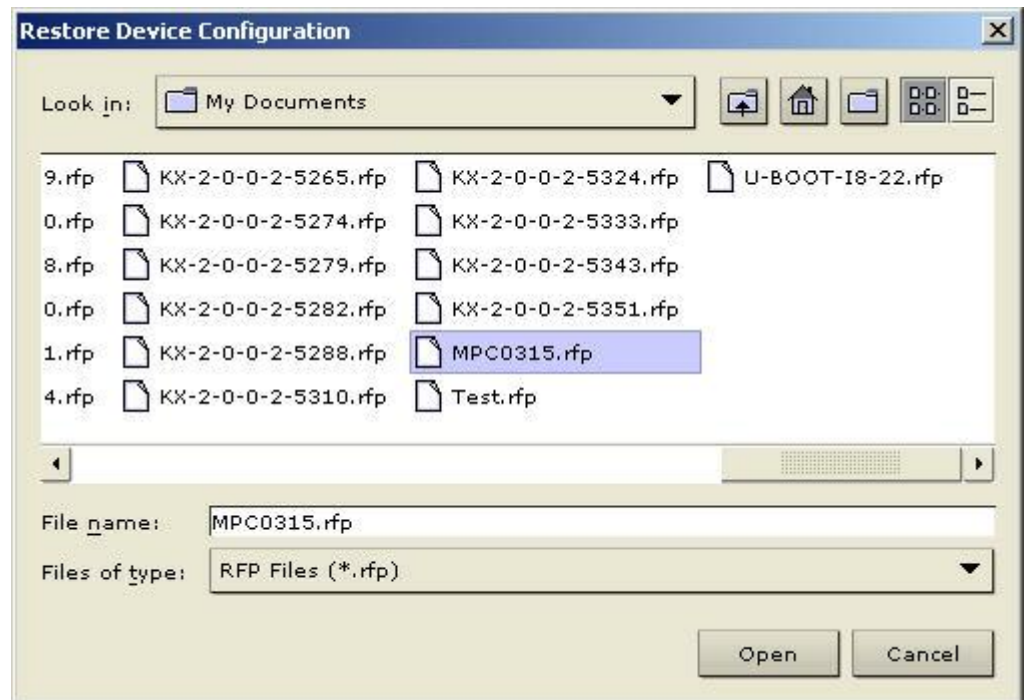 Restore Device Configuration
Look in: My Documents
9.rfp KX-2-0-0-2-5265.rfp KX-2-0-0-2-5324.rfp U-BOOT-I8-22.rfp
0.rfp KX-2-0-0-2-5274.rfp KX-2-0-0-2-5333.rfp
8.rfp KX-2-0-0-2-5279.rfp KX-2-0-0-2-5343.rfp
0.rfp KX-2-0-0-2-5282.rfp KX-2-0-0-2-5351.rfp
1.rfp KX-2-0-0-2-5288.rfp MPC0315.rfp
4.rfp KX-2-0-0-2-5310.rfp Test.rfp
File name: MPC0315.rfp
Files of type: RFP Files (*.rfp)
Open Cancel